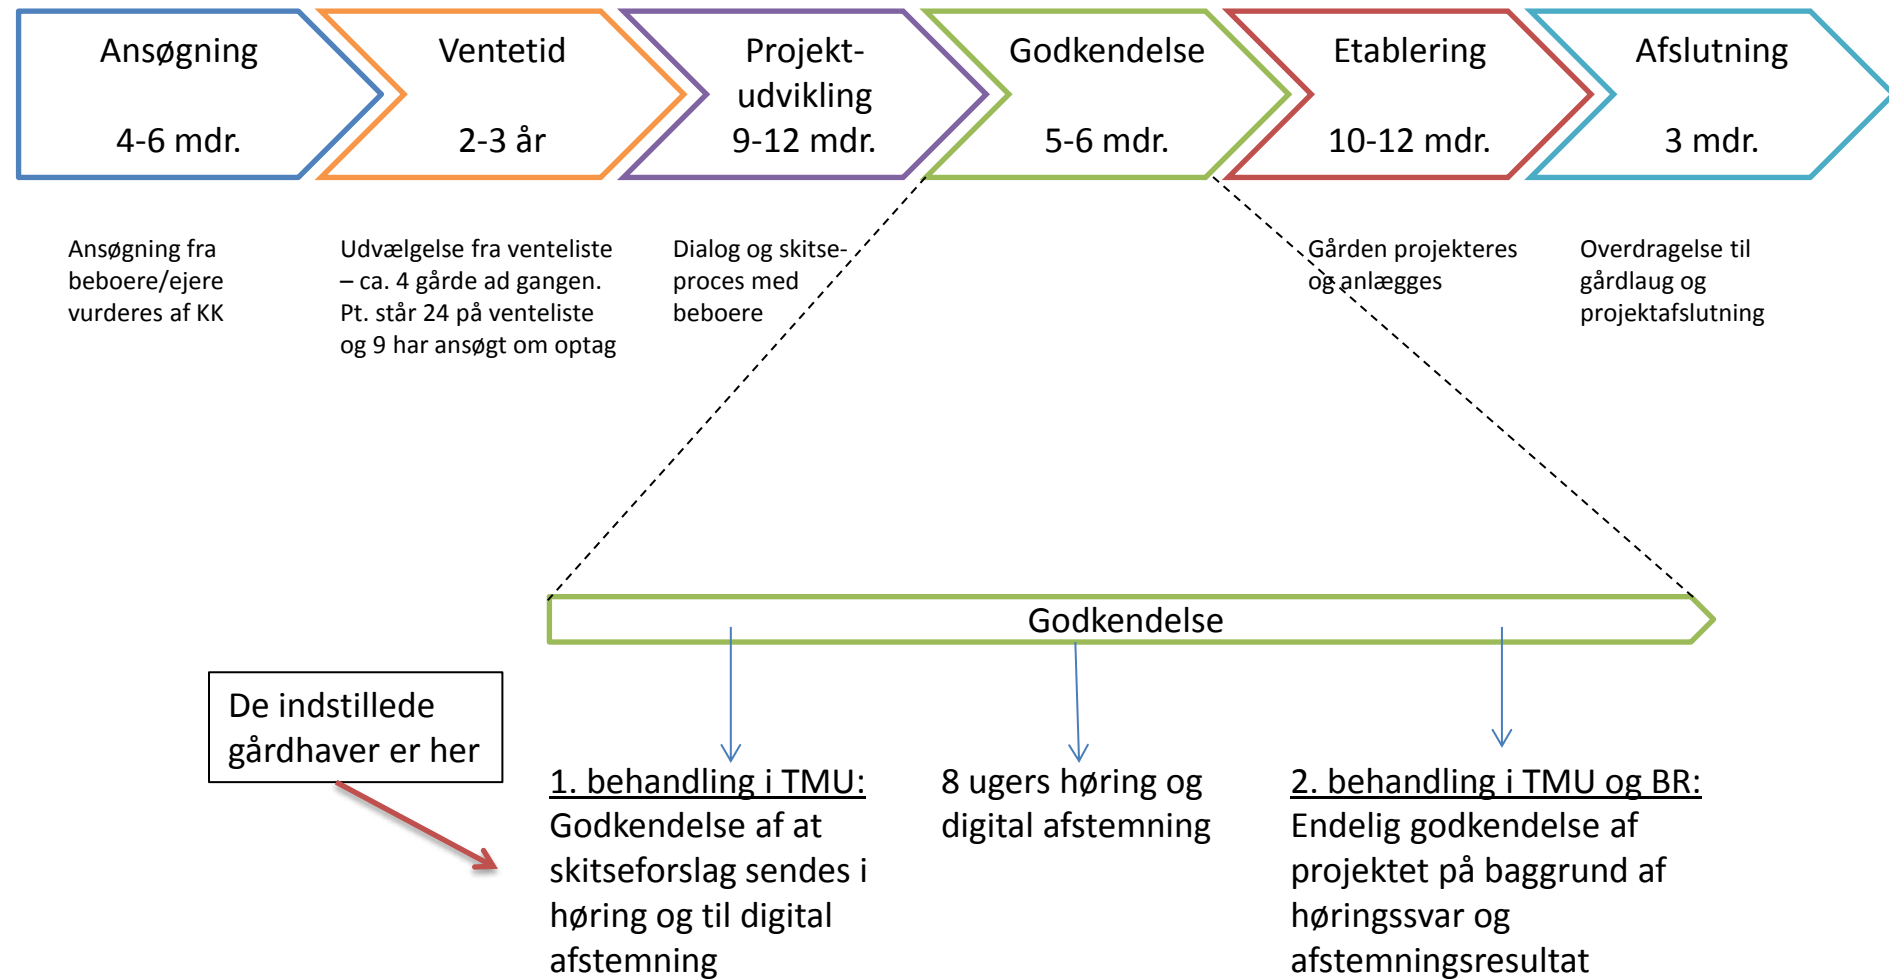 Ansøgning
4-6 mdr.
Ventetid
2-3 år
Projekt-
udvikling
9-12 mdr.
Godkendelse
5-6 mdr.
Etablering
10-12 mdr.
Afslutning
3 mdr.
Ansøgning fra
beboere/ejere
vurderes af KK
Udvælgelse fra venteliste
– ca. 4 gårde ad gangen.
Pt. står 24 på venteliste
og 9 har ansøgt om optag
Dialog og skitse-
proces med
beboere
Gården projekteres
og anlægges
Overdragelse til
gårdlaug og
projektafslutning
Godkendelse
De indstillede
gårdhaver er her
1. behandling i TMU:
Godkendelse af at
skitseforslag sendes i
høring og til digital
afstemning
8 ugers høring og
digital afstemning
2. behandling i TMU og BR:
Endelig godkendelse af
projektet på baggrund af
høringssvar og
afstemningsresultat